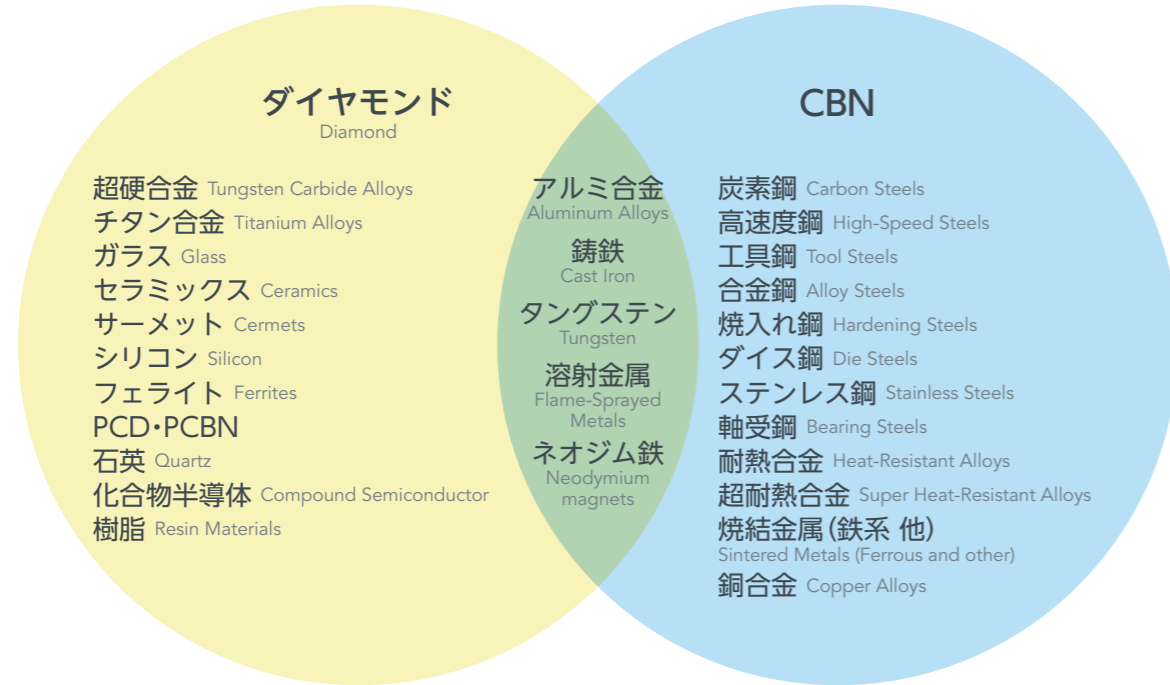 ダイヤモンド
Diamond
超硬合金 Tungsten Carbide Alloys
チタン合金 Titanium Alloys
ガラス Glass
セラミックス Ceramics
サーメット Cermets
シリコン Silicon
フェライト Ferrites
PCD・PCBN
石英 Quartz
化合物半導体 Compound Semiconductor
樹脂 Resin Materials
アルミ合金
Aluminum Alloys
鋳鉄
Cast Iron
タングステン
Tungsten
溶射金属
Flame-Sprayed
Metals
ネオジム鉄
Neodymium
magnets
CBN
炭素鋼 Carbon Steels
高速度鋼 High-Speed Steels
工具鋼 Tool Steels
合金鋼 Alloy Steels
焼入れ鋼 Hardening Steels
ダイス鋼 Die Steels
ステンレス鋼 Stainless Steels
軸受鋼 Bearing Steels
耐熱合金 Heat-Resistant Alloys
超耐熱合金 Super Heat-Resistant Alloys
焼結金属(鉄系 他)
Sintered Metals (Ferrous and other)
銅合金 Copper Alloys